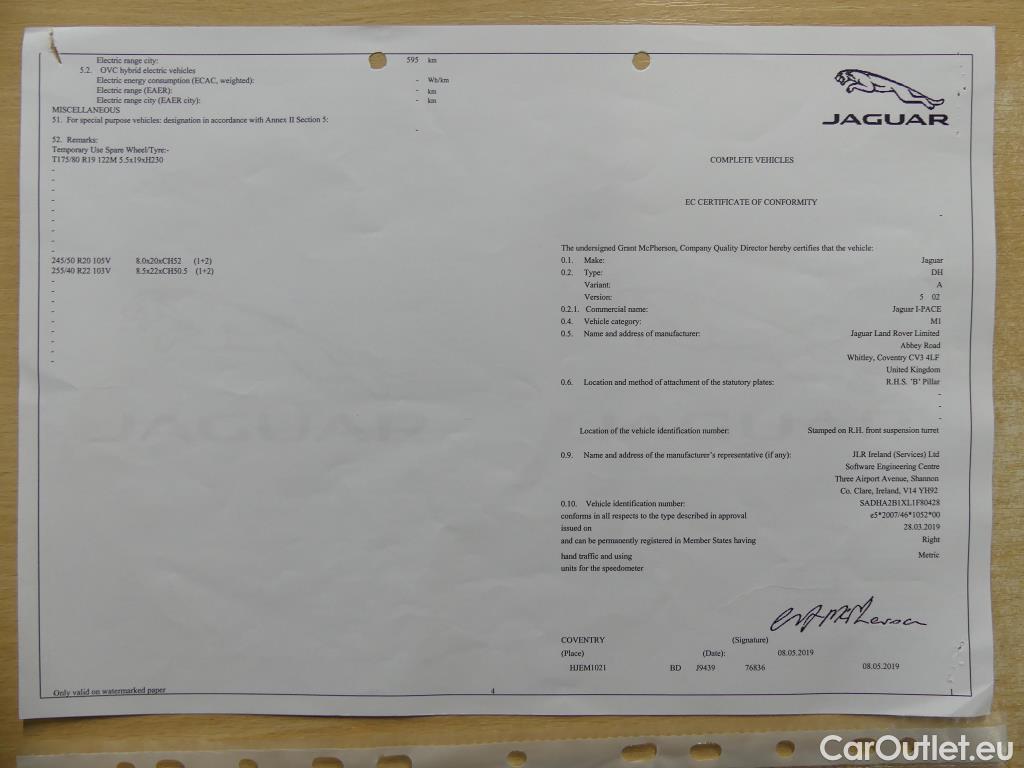 Electric range city: 595 km
5.2. OVC hybrid electric vehicles
Electric energy consumption (ECAC, weighted): - Wh/km
Electric range (EAER): - km
Electric range city (EAER city): - km
MISCELLANEOUS
51. For special purpose vehicles: designation in accordance with Annex II Section 5:
-
52. Remarks:
Temporary Use Spare Wheel/Tyre:-
T175/80 R19 122M 5.5x19xH230
-
-
-
-
-
-
-
-
-
245/50 R20 105V 8.0x20xCH52 (1+2)
255/40 R22 103V 8.5x22xCH50.5 (1+2)
-
-
-
-
-
-
-
-
-
Only valid on watermarked paper
4
JAGUAR
COMPLETE VEHICLES
EC CERTIFICATE OF CONFORMITY
-
The undersigned Grant McPherson, Company Quality Director hereby certifies that the vehicle:
0.1. Make: Jaguar
0.2. Type: DH
Variant: A
Version: 5 02
0.2.1. Commercial name: Jaguar I-PACE
0.4. Vehicle category: M1
0.5. Name and address of manufacturer: Jaguar Land Rover Limited
Abbey Road
Whitley, Coventry CV3 4LF
United Kingdom
0.6. Location and method of attachment of the statutory plates: R.H.S. 'B' Pillar
-
-
-
Location of the vehicle identification number: Stamped on R.H. front suspension turret
0.9. Name and address of the manufacturer's representative (if any): JLR Ireland (Services) Ltd
Software Engineering Centre
Three Airport Avenue, Shannon
Co. Clare, Ireland, V14 YH92
0.10. Vehicle identification number: SADHA2B1XL1F80428
conforms in all respects to the type described in approval e5*2007/46*1052*00
issued on 28.03.2019
and can be permanently registered in Member States having Right
hand traffic and using Metric
units for the speedometer
COVENTRY (Signature)
(Place) (Date): 08.05.2019
HJEM1021 BD J9439 76836 08.05.2019
1
CarOutlet.eu